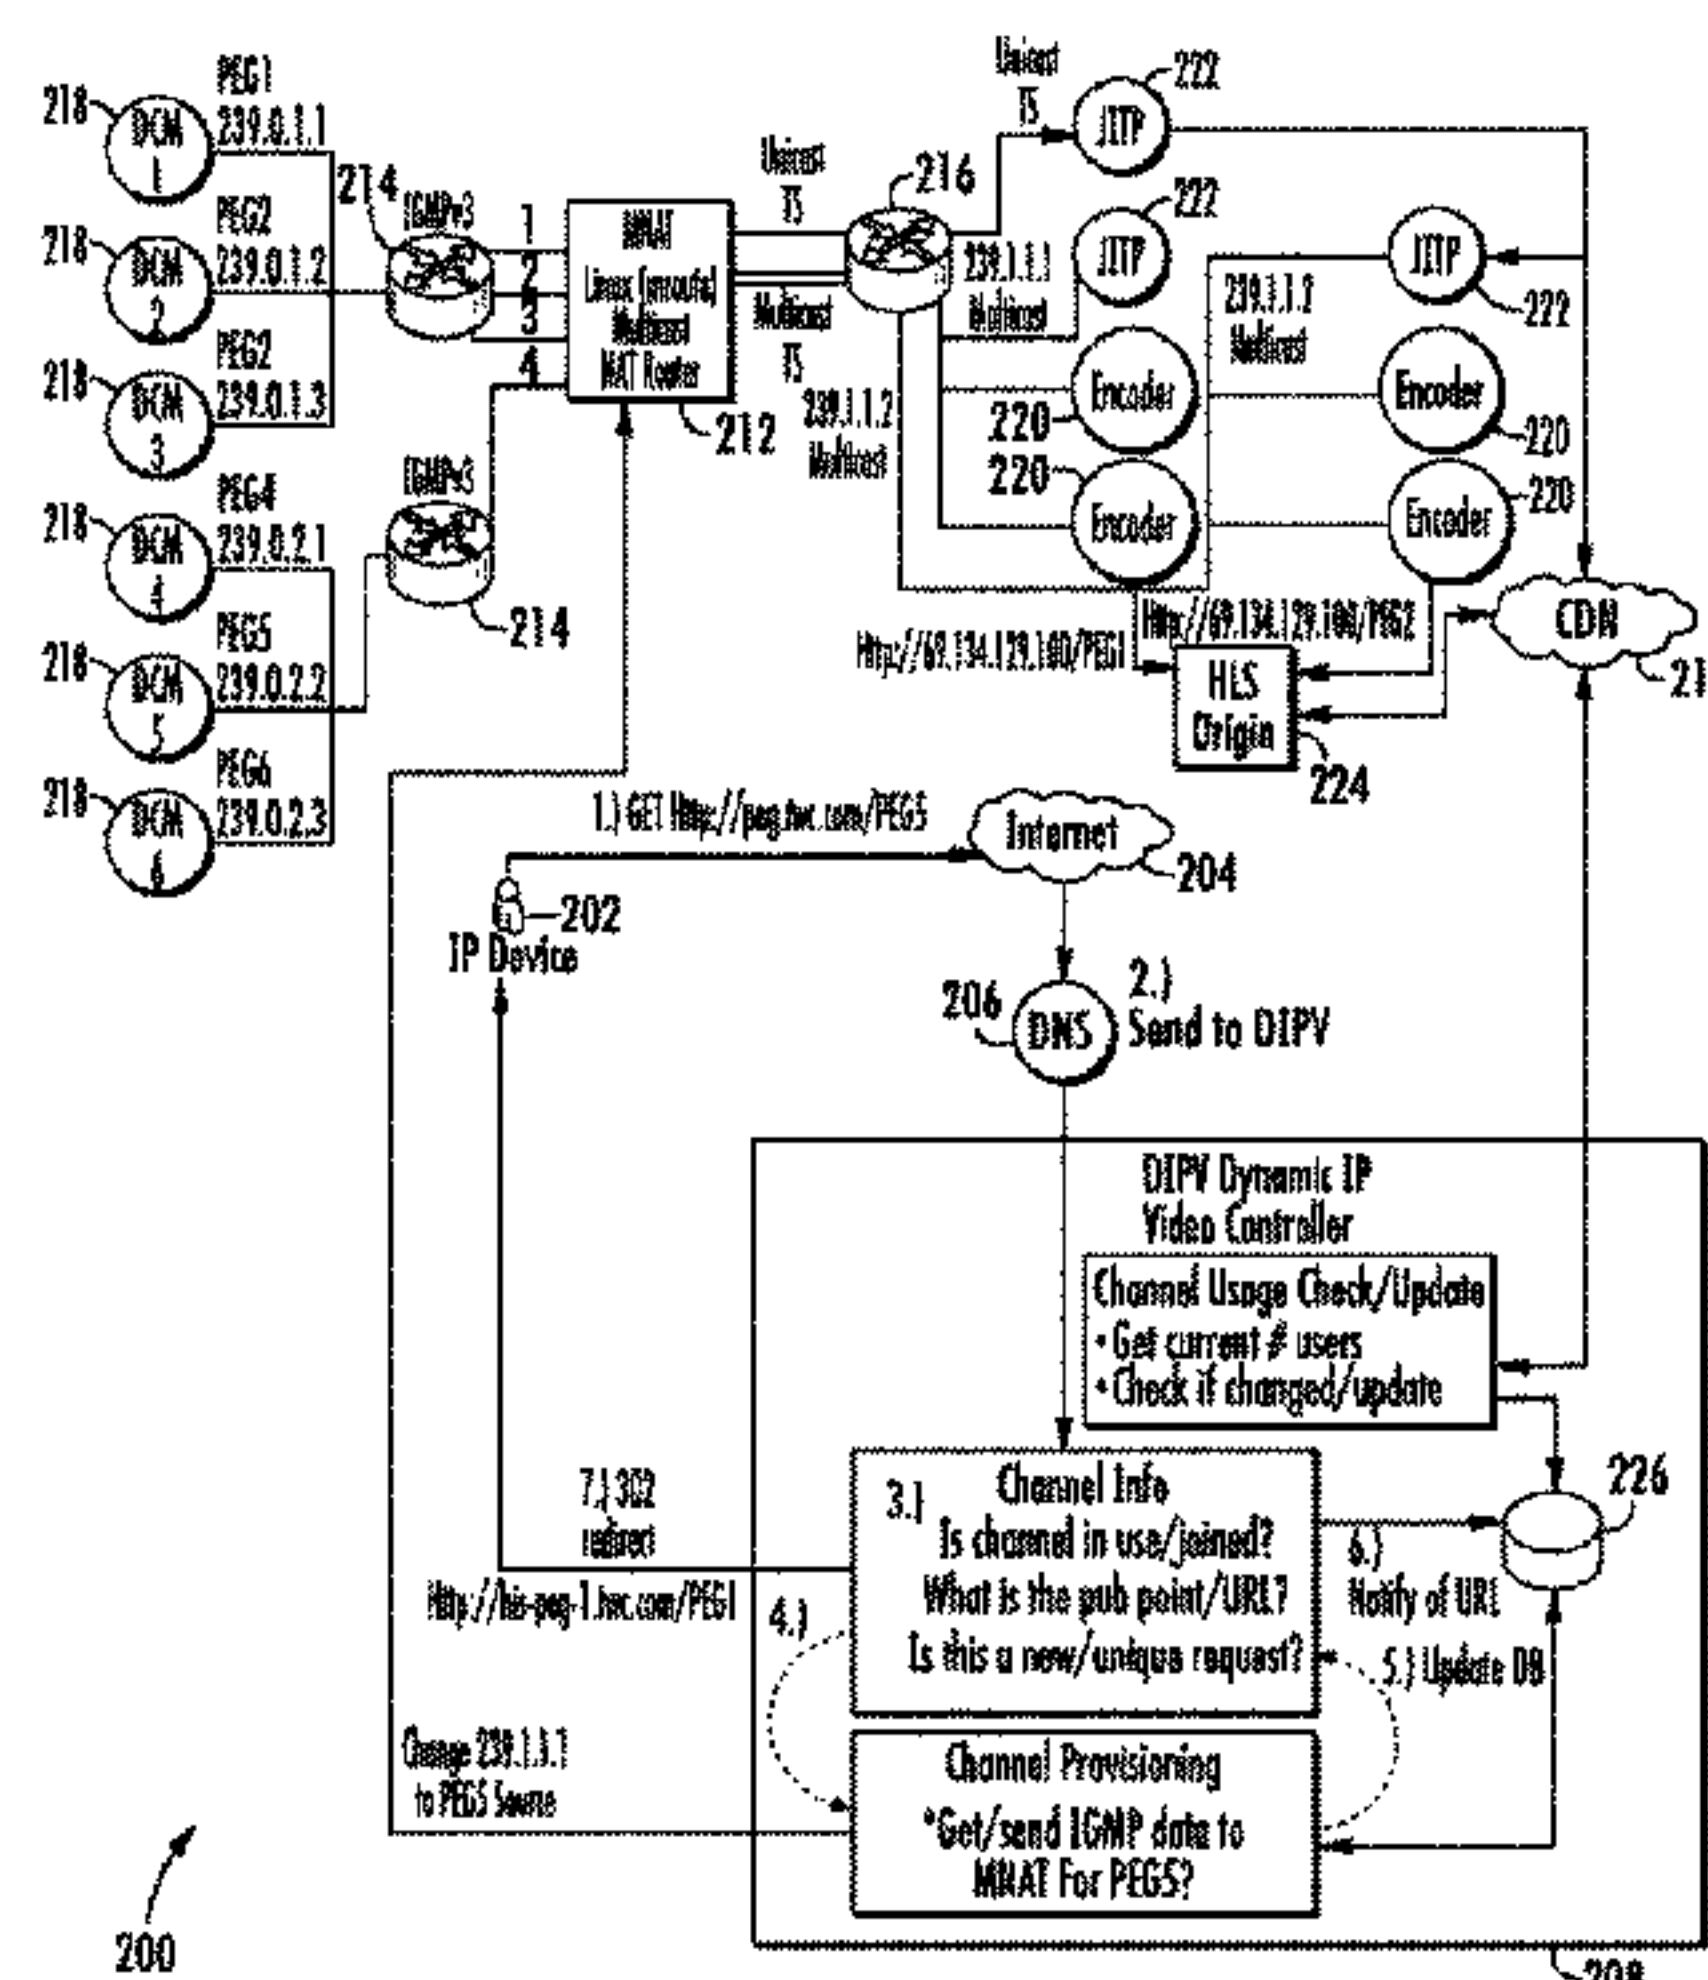 PEG1
218
DCM
1
239.0.1.1
PEG2
218
DCM
2
239.0.1.2
PEG2
218
DCM
3
239.0.1.3
PEG4
218
DCM
4
239.0.2.1
PEG5
218
DCM
5
239.0.2.2
PEG6
218
DCM
6
239.0.2.3
214
IGMPv3
1
2
3
4
IGMPv3
214
MNAT
NAT Router
212
Unicast
TS
Multicast
TS
216
Unicast
TS
JITP
222
JITP
222
JITP
222
239.1.1.1
Multicast
239.1.1.2
Multicast
239.1.1.2
Multicast
Encoder
220
220
Encoder
Encoder
220
Encoder
220
Http://69.134.129.100/PEG1
Http://69.134.129.100/PEG2
HLS
Origin
224
CDN
21
1.) GET Http://peg.twc.com/PEG5
Internet
204
202
IP Device
206
DNS
2.)
Send to DIPV
DIPV Dynamic IP
Video Controller
Channel Usage Check/Update
• Get current # users
• Check if changed/update
3.)
Channel Info
Is channel in use/joined?
What is the pub point/URL?
Is this a new/unique request?
226
6.)
Notify of URL
5.) Update DB
7.) 302
redirect
Http://hls-peg-1.twc.com/PEG1
4.)
Change 239.1.1.1
to PEG5 Source
Channel Provisioning
•Get/send IGMP data to
MNAT For PEG5?
200
208